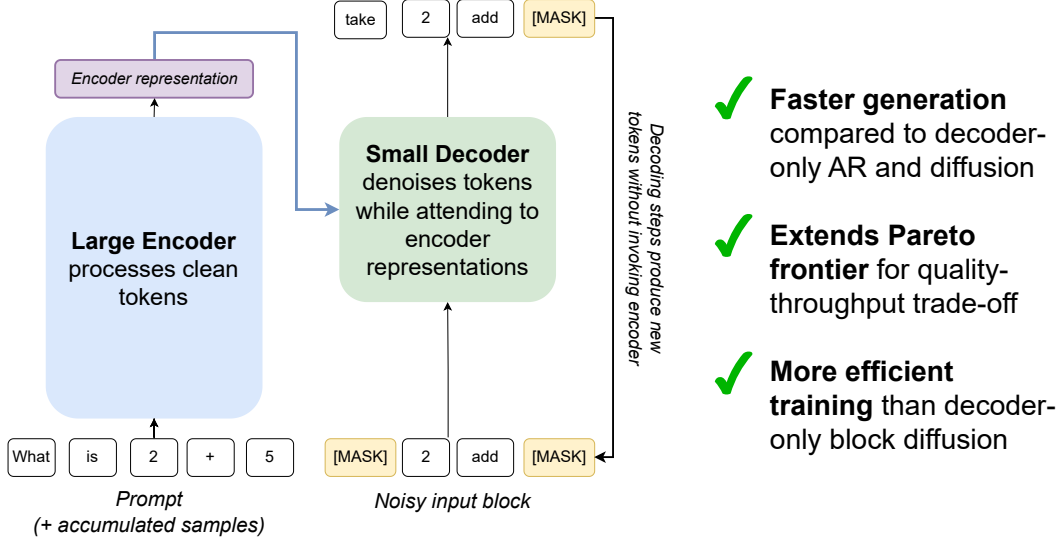 take
2
add
[MASK]
Encoder representation
Large Encoder
processes clean
tokens
Small Decoder
denoises tokens
while attending to
encoder
representations
Decoding steps produce new
tokens without invoking encoder
What
is
2
+
5
Prompt
(+ accumulated samples)
[MASK]
2
add
[MASK]
Noisy input block
Faster generation
compared to decoder-
only AR and diffusion
Extends Pareto
frontier for quality-
throughput trade-off
More efficient
training than decoder-
only block diffusion